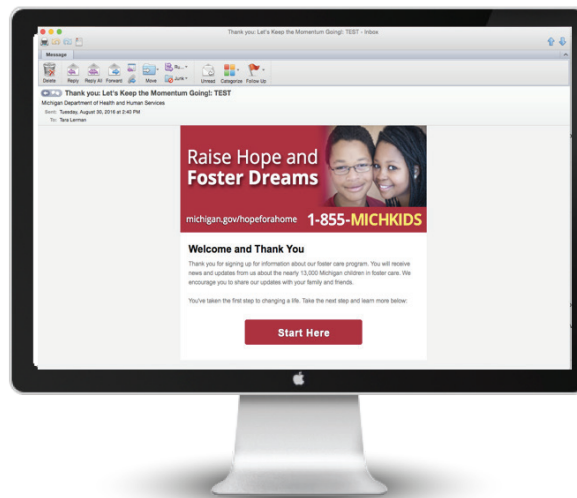 Thank you: Let's Keep the Momentum Going!: TEST - Inbox
Message
Delete Reply Reply All Forward Move Junk Unread Categorize Follow Up
Thank you: Let's Keep the Momentum Going!: TEST
Michigan Department of Health and Human Services
Sent: Tuesday, August 30, 2016 at 2:40 PM
To: Tara Lerman
Raise Hope and
Foster Dreams
michigan.gov/hopeforahome 1-855-MICHKIDS
Welcome and Thank You
Thank you for signing up for information about our foster care program. You will receive
news and updates from us about the nearly 13,000 Michigan children in foster care. We
encourage you to share our updates with your family and friends.
You've taken the first step to changing a life. Take the next step and learn more below:
Start Here